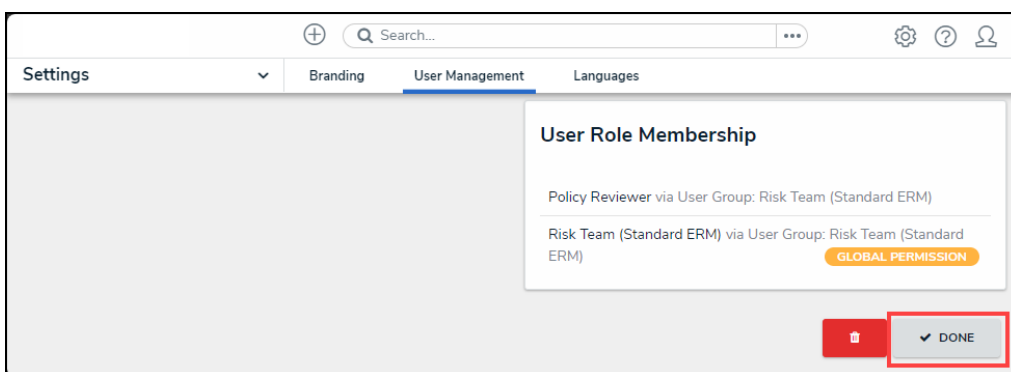 Search...
Settings
Branding
User Management
Languages
User Role Membership
Policy Reviewer via User Group: Risk Team (Standard ERM)
Risk Team (Standard ERM) via User Group: Risk Team (Standard
ERM)
GLOBAL PERMISSION
DONE